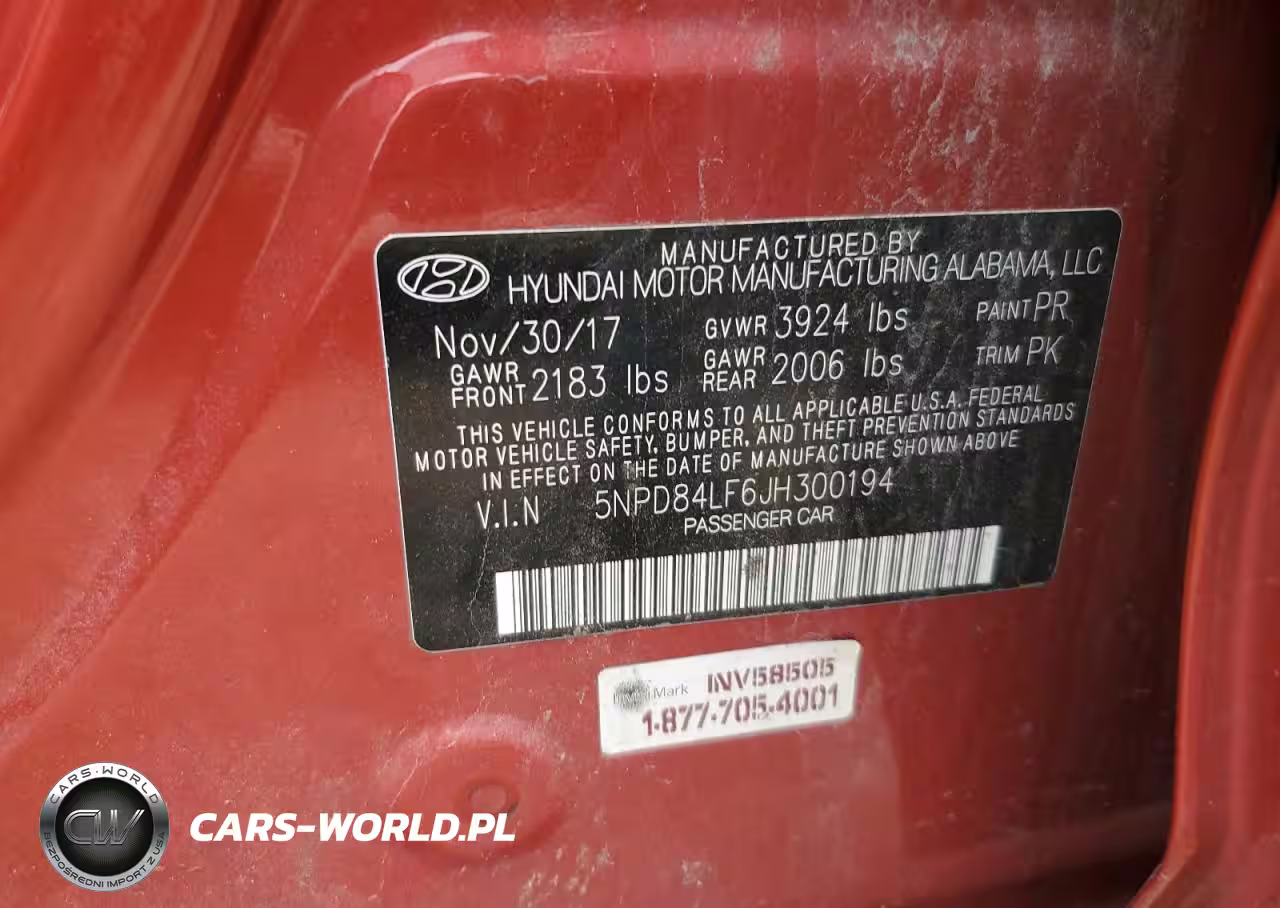 MANUFACTURED BY
HYUNDAI MOTOR MANUFACTURING ALABAMA, LLC
Nov/30/17 GVWR 3924 lbs PAINT PR
GAWR FRONT 2183 lbs GAWR REAR 2006 lbs TRIM PK
THIS VEHICLE CONFORMS TO ALL APPLICABLE U.S.A. FEDERAL
MOTOR VEHICLE SAFETY, BUMPER, AND THEFT PREVENTION STANDARDS
IN EFFECT ON THE DATE OF MANUFACTURE SHOWN ABOVE
V.I.N 5NPD84LF6JH300194
PASSENGER CAR
Mark INV58505
1-877-705-4001
CARS-WORLD
CW
BEZPOŚREDNI IMPORT Z USA
CARS-WORLD.PL